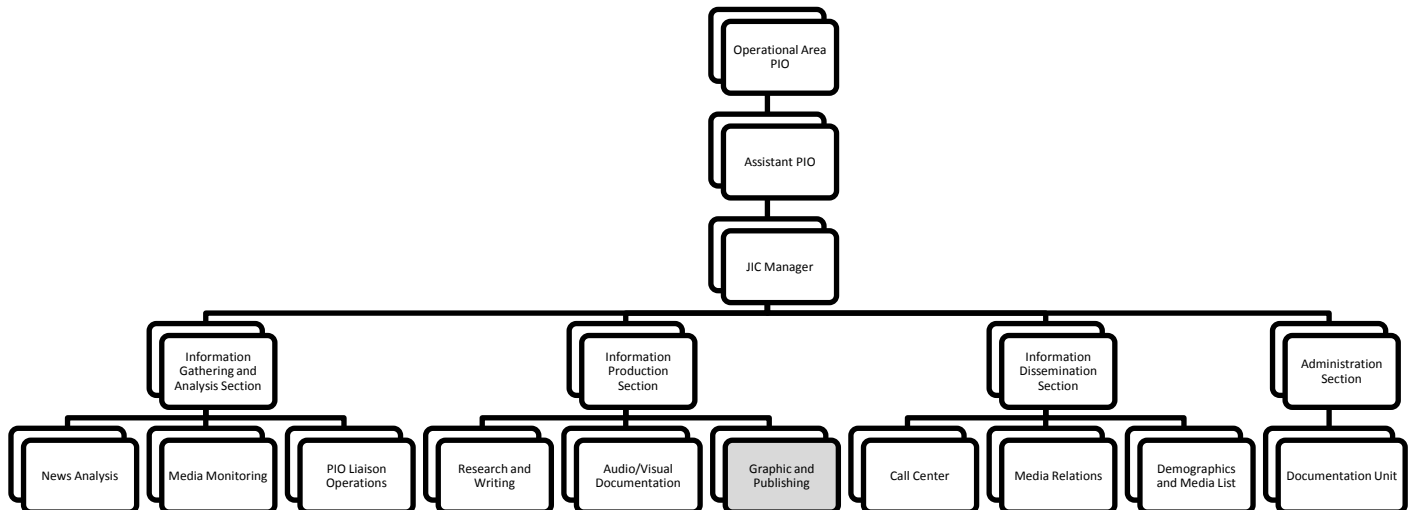 Operational Area
PIO
Assistant PIO
JIC Manager
Information
Gathering and
Analysis Section
Information
Production
Section
Information
Dissemination
Section
Administration
Section
News Analysis
Media Monitoring
PIO Liaison
Operations
Research and
Writing
Audio/Visual
Documentation
Graphic and
Publishing
Call Center
Media Relations
Demographics
and Media List
Documentation Unit